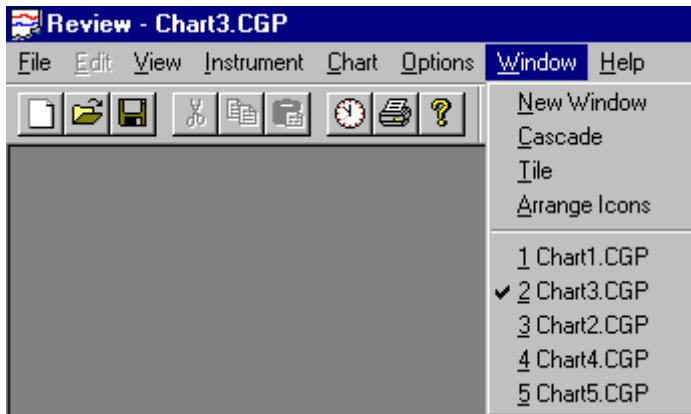 Review - Chart3.CGP
File Edit View Instrument Chart Options Window Help
New Window
Cascade
Tile
Arrange Icons
1 Chart1.CGP
2 Chart3.CGP
3 Chart2.CGP
4 Chart4.CGP
5 Chart5.CGP